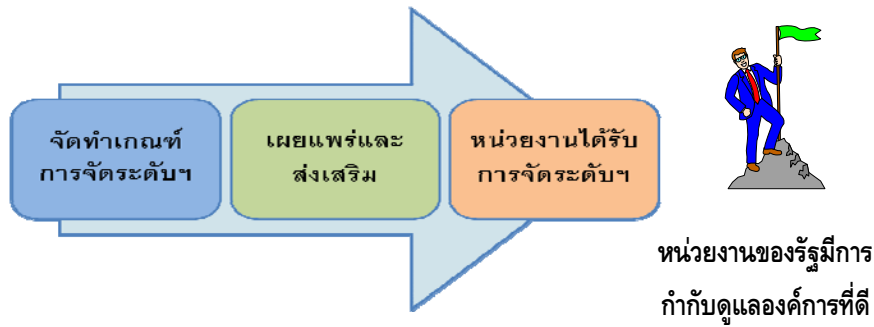 จัดทำเกณฑ์
การจัดระดับฯ
เผยแพร่และ
ส่งเสริม
หน่วยงานได้รับ
การจัดระดับฯ
หน่วยงานของรัฐมีการ
กำกับดูแลองค์การที่ดี